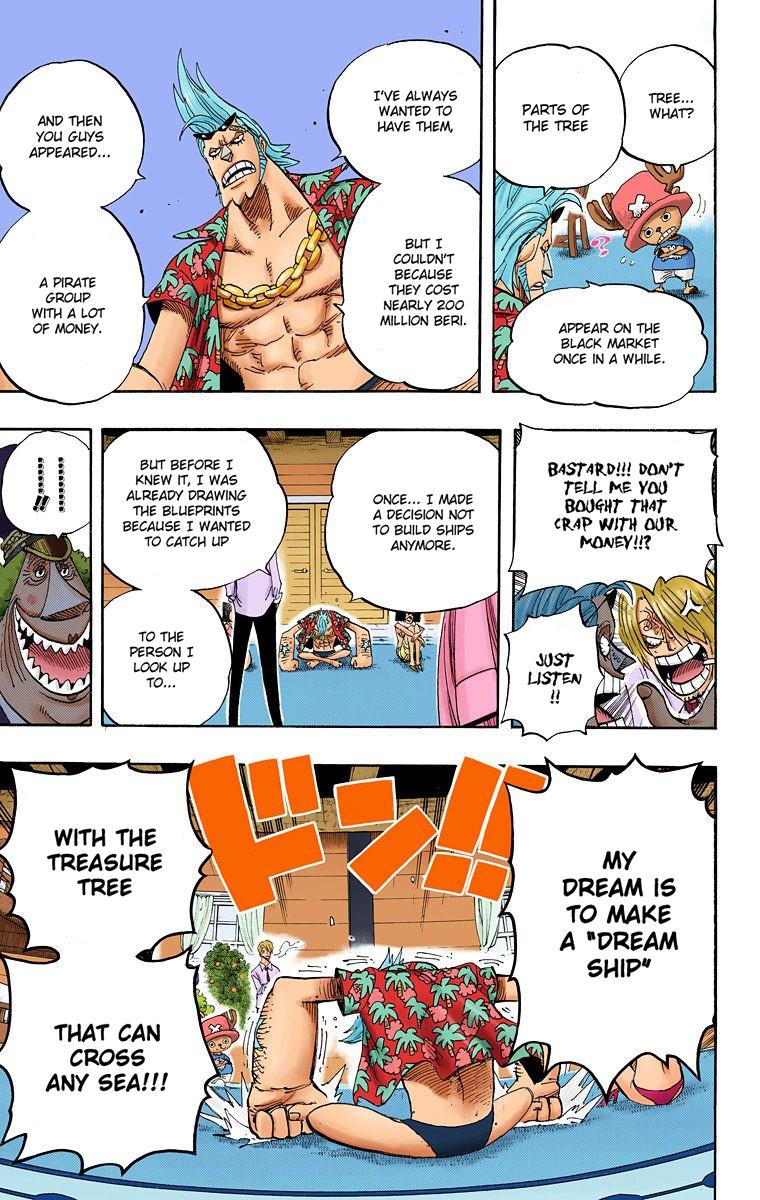 TREE...
WHAT?
PARTS OF
THE TREE
APPEAR ON THE
BLACK MARKET
ONCE IN A WHILE.
I'VE ALWAYS
WANTED TO
HAVE THEM,
BUT I
COULDN'T
BECAUSE
THEY COST
NEARLY 200
MILLION BERI.
AND THEN
YOU GUYS
APPEARED...
A PIRATE
GROUP
WITH A LOT
OF MONEY.
?
BASTARD!!! DON'T
TELL ME YOU
BOUGHT THAT
CRAP WITH OUR
MONEY!!?
JUST
LISTEN
!!
ONCE... I MADE
A DECISION NOT
TO BUILD SHIPS
ANYMORE.
BUT BEFORE I
KNEW IT, I WAS
ALREADY DRAWING
THE BLUEPRINTS
BECAUSE I WANTED
TO CATCH UP
TO THE
PERSON I
LOOK UP
TO...
!!
ドン!!
MY
DREAM IS
TO MAKE
A "DREAM
SHIP"
WITH THE
TREASURE
TREE
THAT CAN
CROSS
ANY SEA!!!